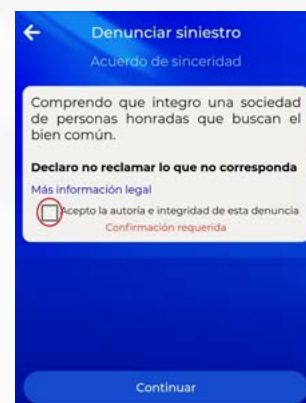 Denunciar siniestro
Acuerdo de sinceridad
Comprendo que integro una sociedad
de personas honradas que buscan el
bien común.
Declaro no reclamar lo que no corresponda
Más información legal
Acepto la autoría e integridad de esta denuncia
Confirmación requerida
Continuar